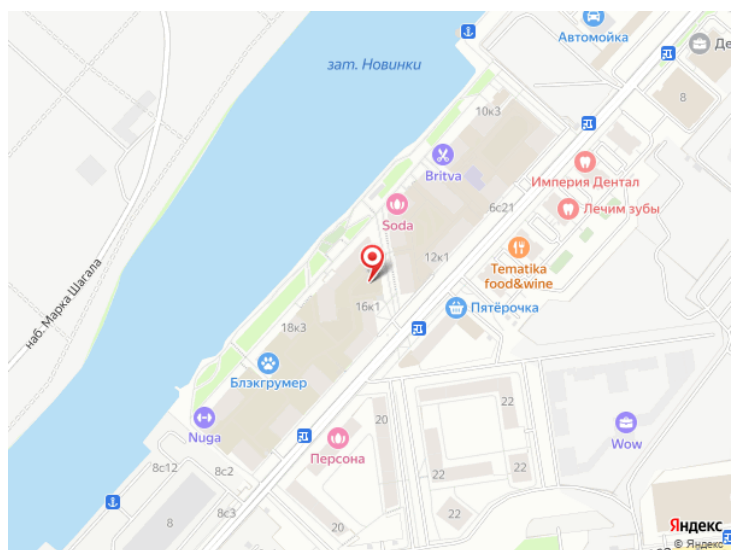 Автомойка
Де
зат. Новинки
8
10к3
Britva
Империя Дентал
Soda
6с21
Лечим зубы
12к1
Tematika
food&wine
наб. Марка Шагала
16к1
Пятёрочка
18к3
Блэкгрумер
20
22
22
Nuga
Персона
Wow
8с12
8с2
22
22
8
8с3
20
Яндекс
© Яндекс